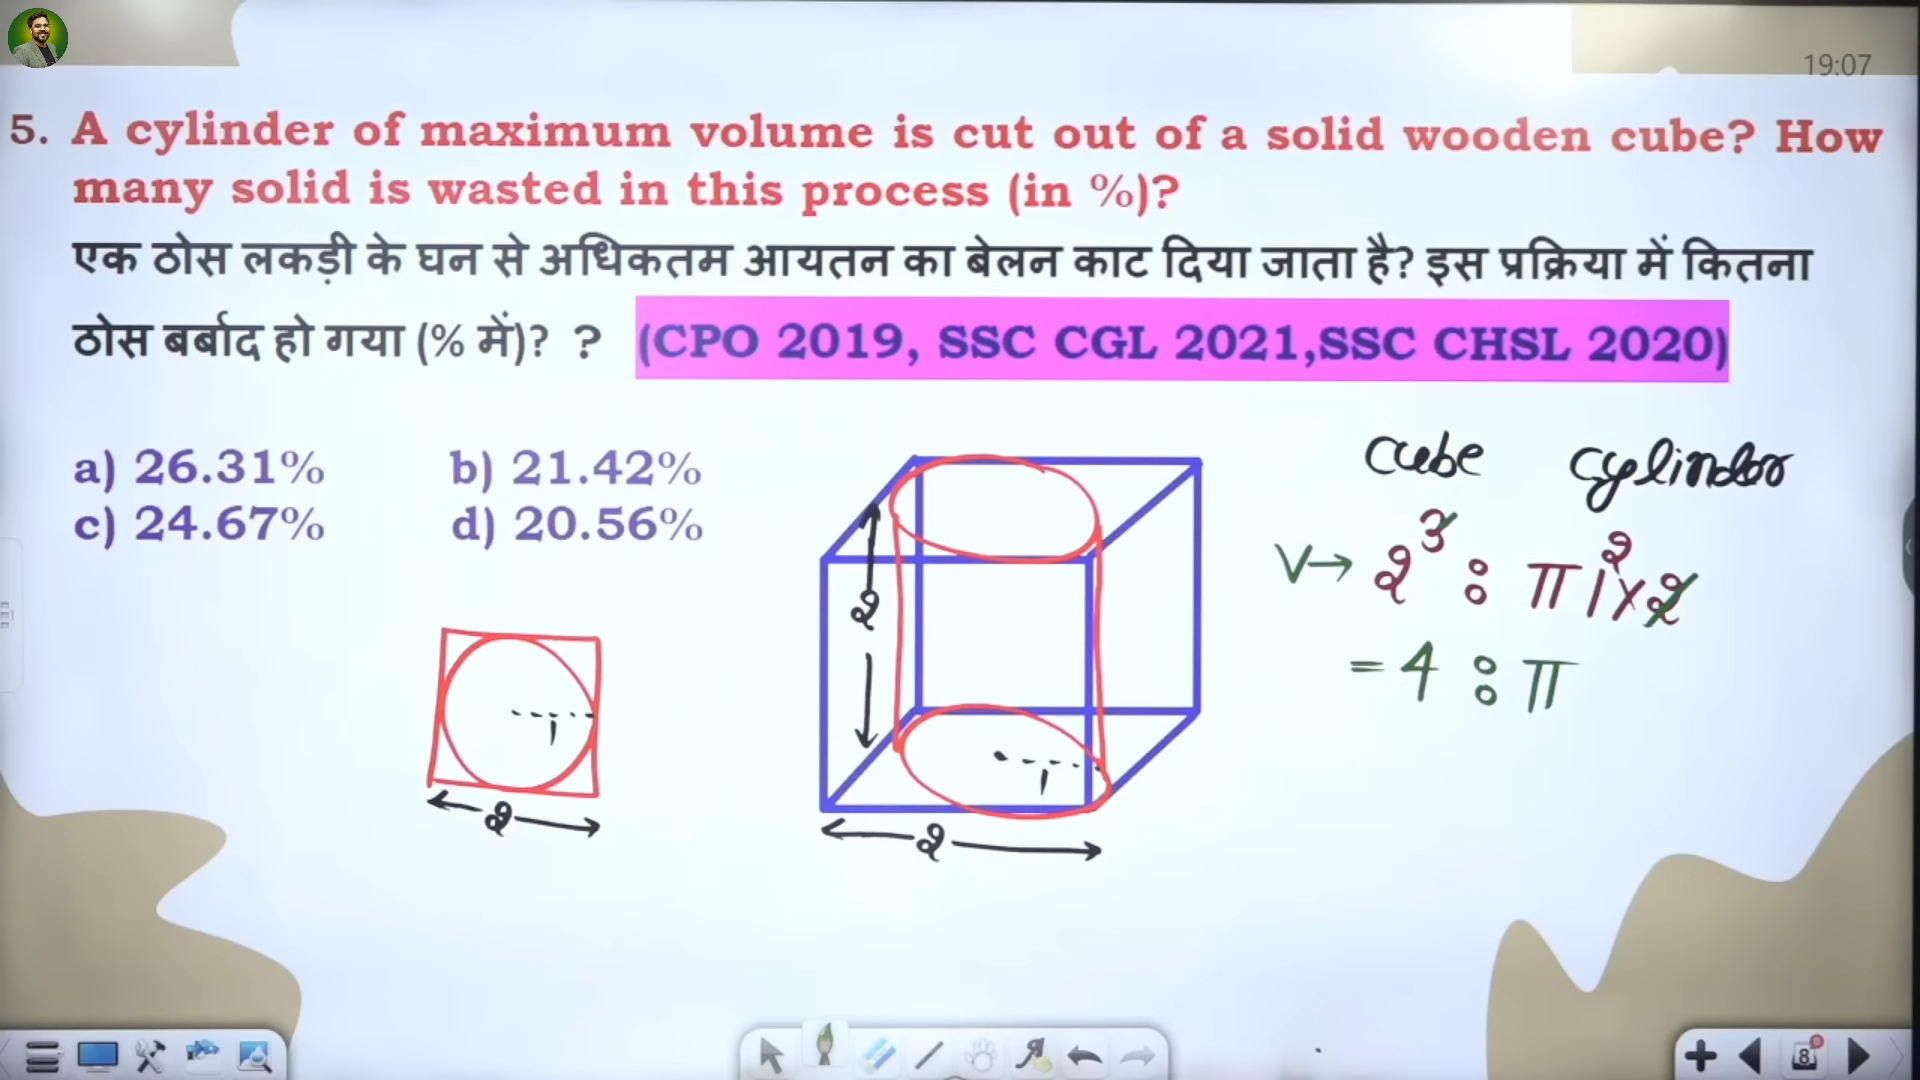 19:07
5. A cylinder of maximum volume is cut out of a solid wooden cube? How
many solid is wasted in this process (in %)?
एक ठोस लकड़ी के घन से अधिकतम आयतन का बेलन काट दिया जाता है? इस प्रक्रिया में कितना
ठोस बर्बाद हो गया (% में)? ? (CPO 2019, SSC CGL 2021,SSC CHSL 2020)
a) 26.31% b) 21.42%
c) 24.67% d) 20.56%
cube cylinder
V→ 2³ : π 1² x 2
= 4 : π
2
1
2
1
2
8